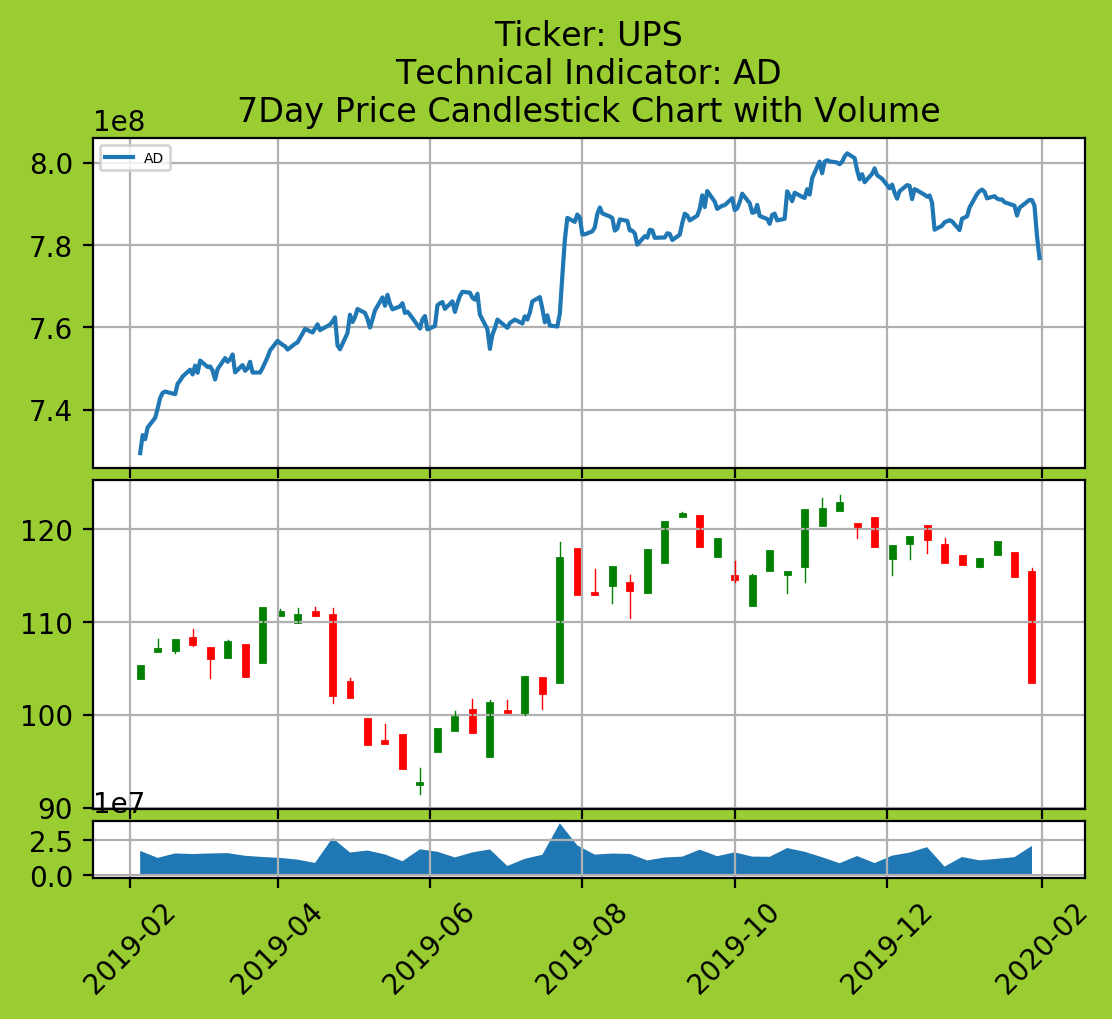 Ticker: UPS
Technical Indicator: AD
7Day Price Candlestick Chart with Volume
1e8
AD
8.0
7.8
7.6
7.4
120
110
100
90
1e7
2.5
0.0
2019-02
2019-04
2019-06
2019-08
2019-10
2019-12
2020-02